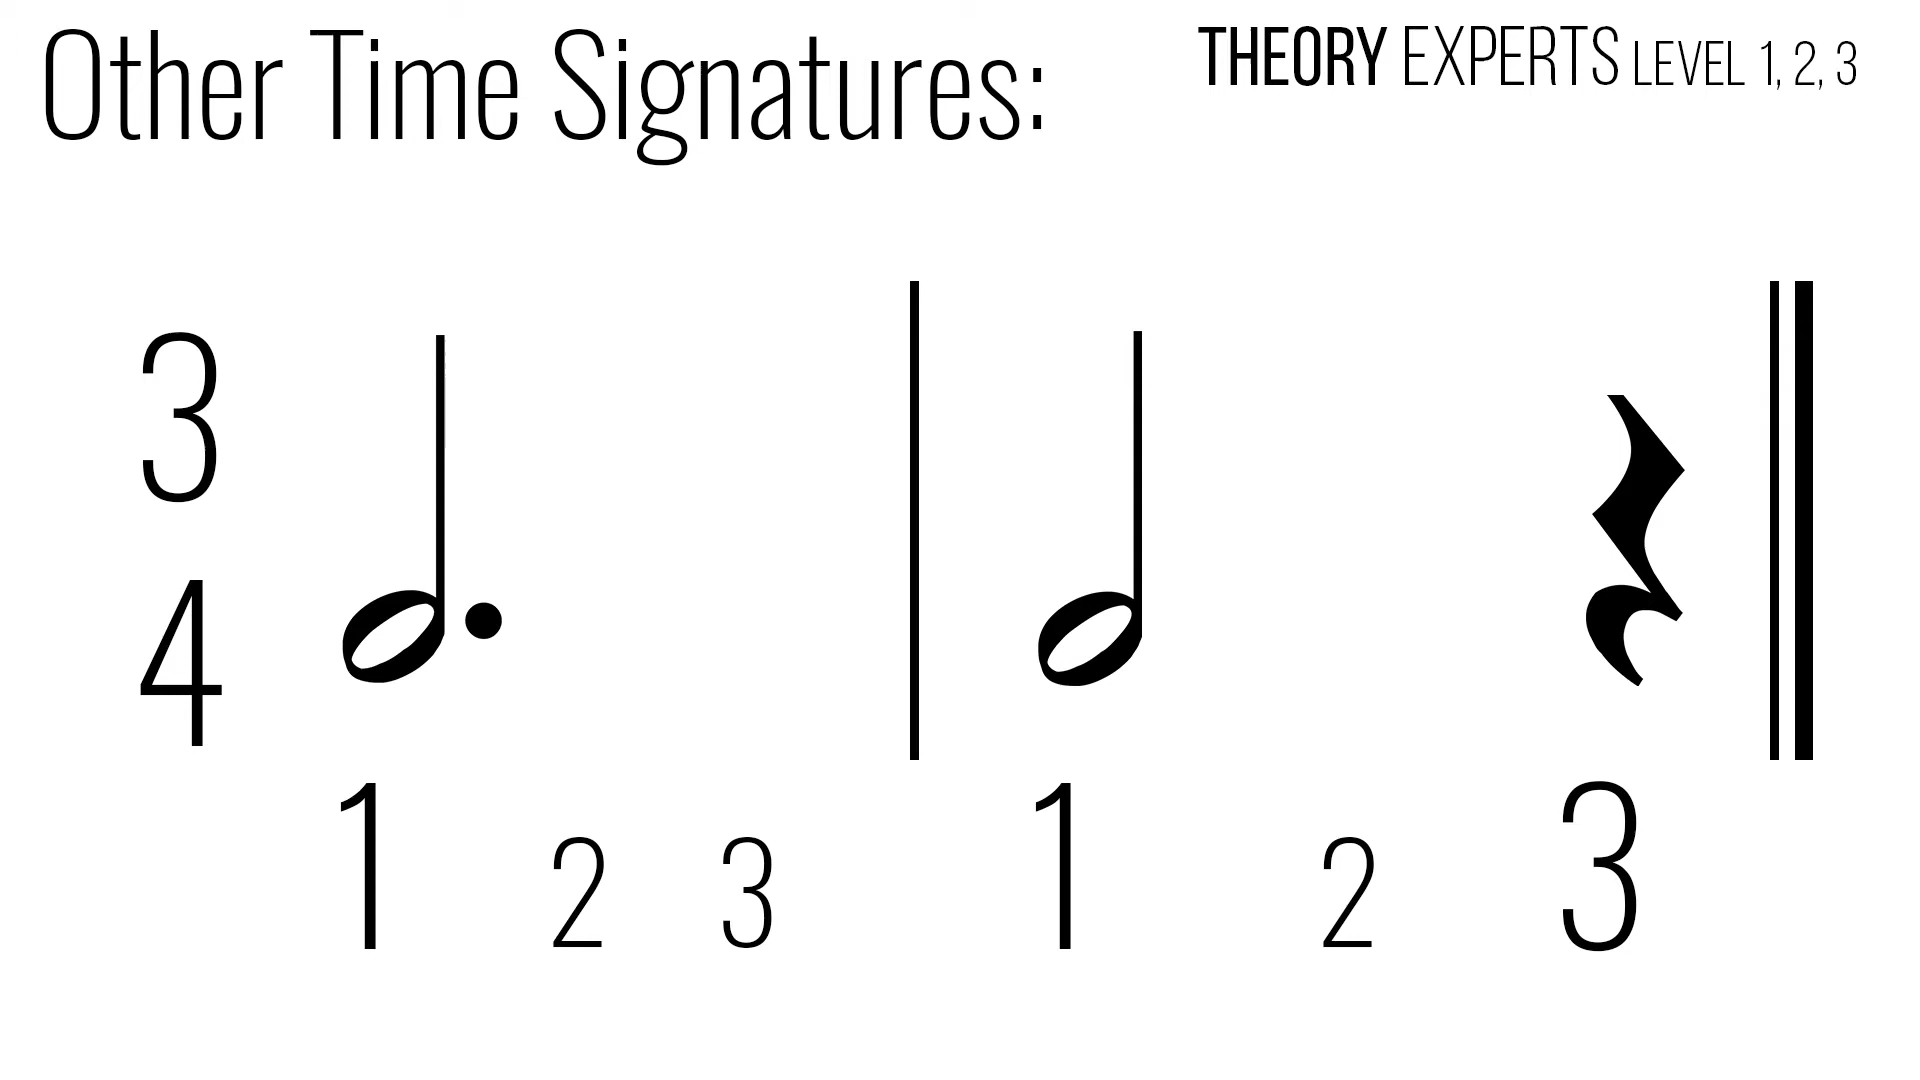 Other Time Signatures:
THEORY EXPERTS LEVEL 1, 2, 3
3
4
1 2 3 1 2 3